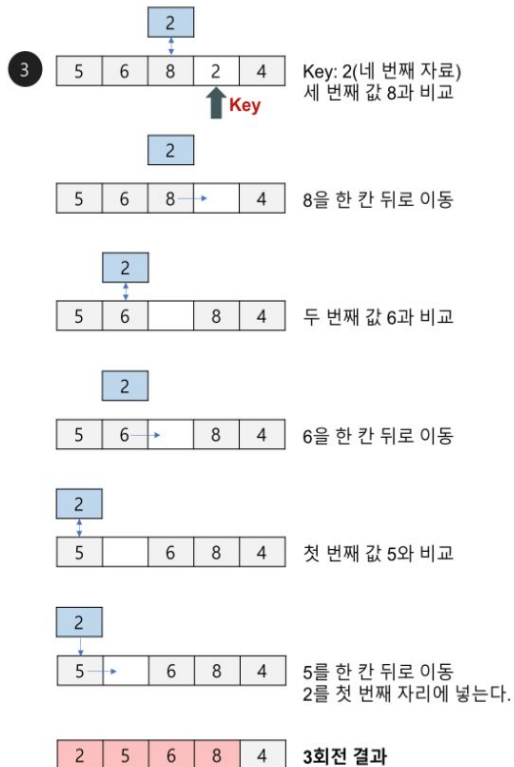 2
3
5 6 8 2 4
Key: 2(네 번째 자료)
세 번째 값 8과 비교
Key
2
5 6 8 4
8을 한 칸 뒤로 이동
2
5 6 8 4
두 번째 값 6과 비교
2
5 6 8 4
6을 한 칸 뒤로 이동
2
5 6 8 4
첫 번째 값 5와 비교
2
5 6 8 4
5를 한 칸 뒤로 이동
2를 첫 번째 자리에 넣는다.
2 5 6 8 4
3회전 결과